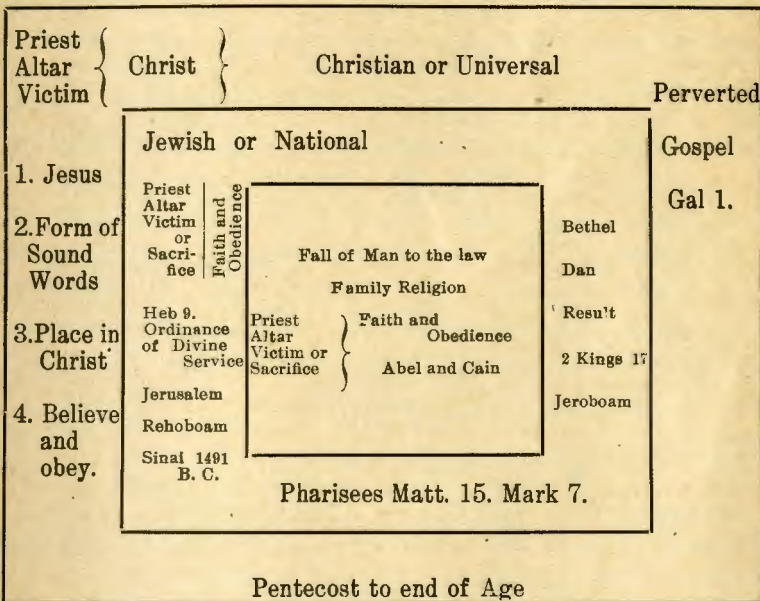 Priest
Altar
Victim
Christ
Christian or Universal
Perverted
Gospel
Gal 1.
1. Jesus
2.Form of
Sound
Words
3.Place in
Christ
4. Believe
and
obey.
Jewish or National
Priest
Altar
Victim
or
Sacri-
fice
Faith and
Obedience
Heb 9.
Ordinance
of Divine
Service
Jerusalem
Rehoboam
Sinai 1491
B. C.
Fall of Man to the law
Family Religion
Priest
Altar
Victim or
Sacrifice
Faith and
Obedience
Abel and Cain
Bethel
Dan
Resu't
2 Kings 17
Jeroboam
Pharisees Matt. 15. Mark 7.
Pentecost to end of Age